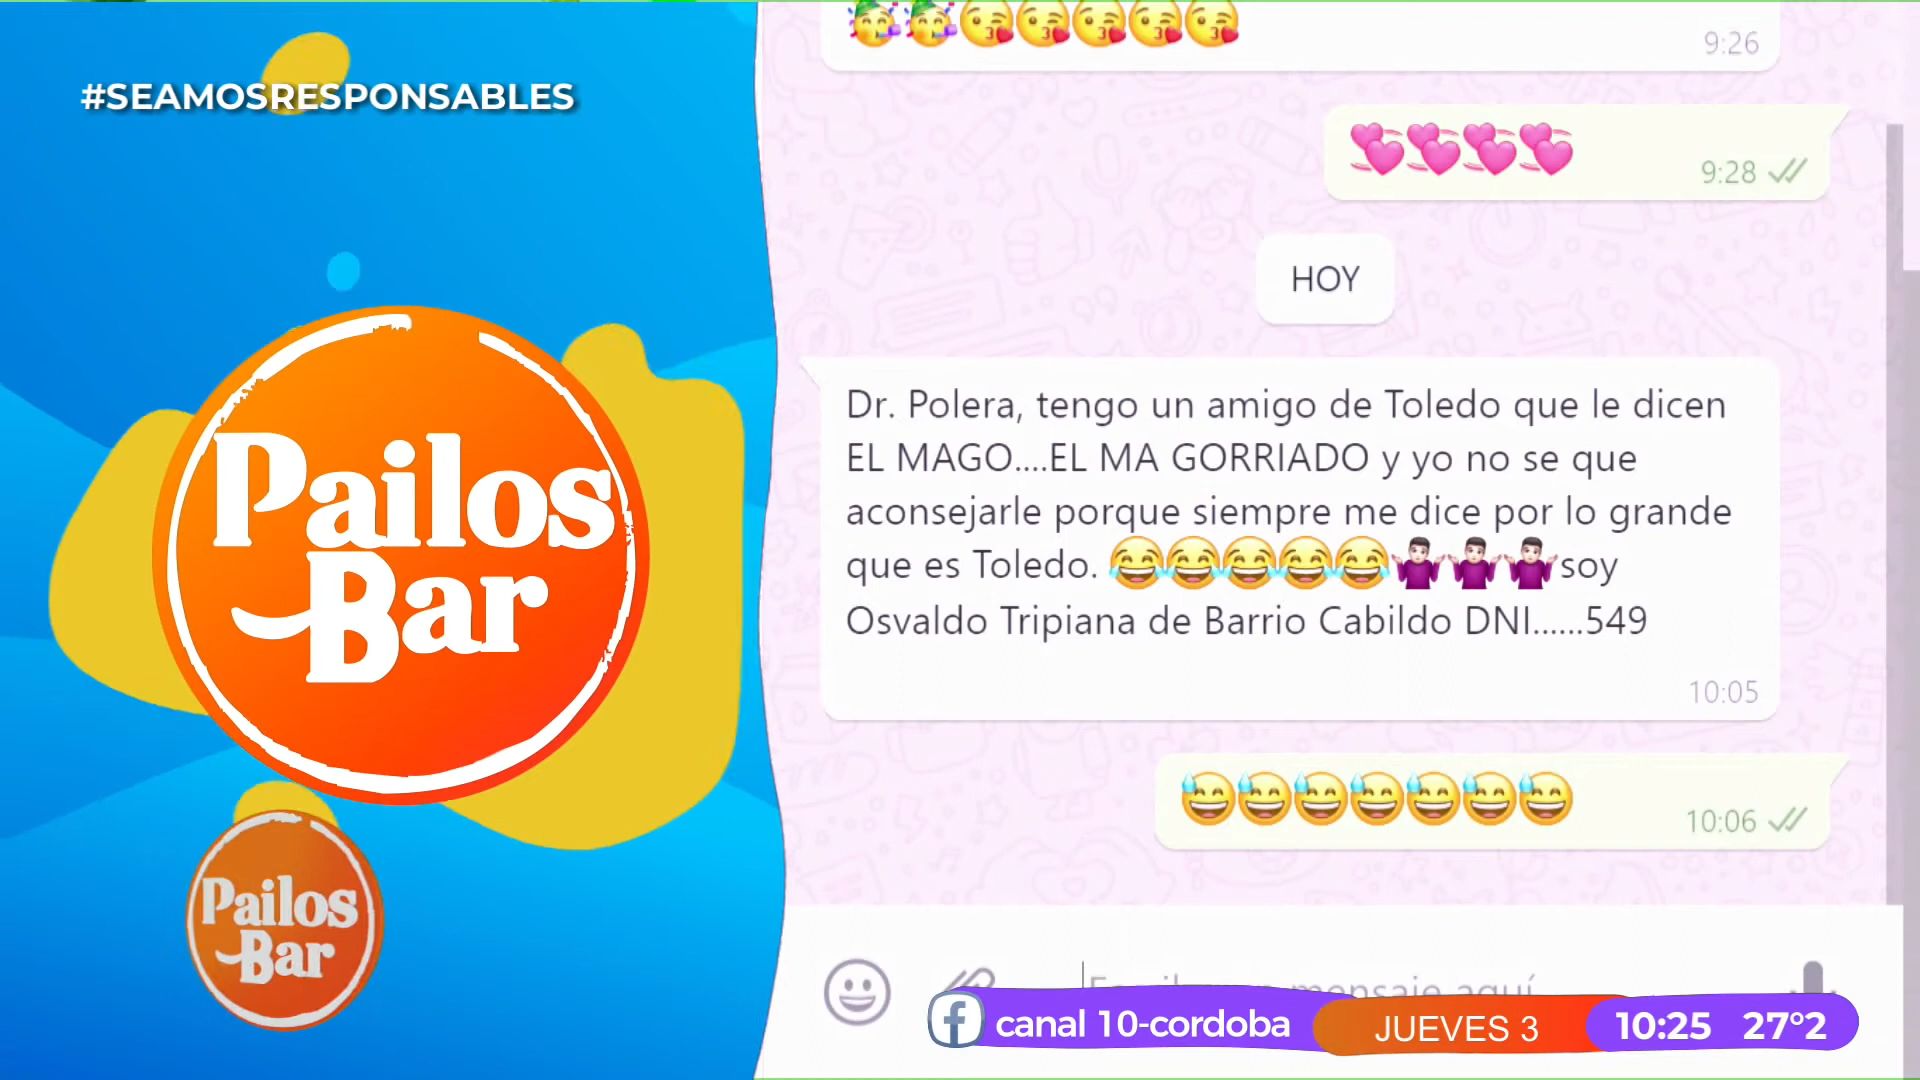 #SEAMOSRESPONSABLES
Pailos
Bar
Pailos
Bar
9:26
9:28
HOY
Dr. Polera, tengo un amigo de Toledo que le dicen
EL MAGO....EL MA GORRIADO y yo no se que
aconsejarle porque siempre me dice por lo grande
que es Toledo. 😂😂😂😂😂🤷🏻‍♂🤷🏻‍♂🤷🏻‍♂soy
Osvaldo Tripiana de Barrio Cabildo DNI......549
10:05
10:06
mensaje aquí
canal 10-cordoba
JUEVES 3
10:25 27°2